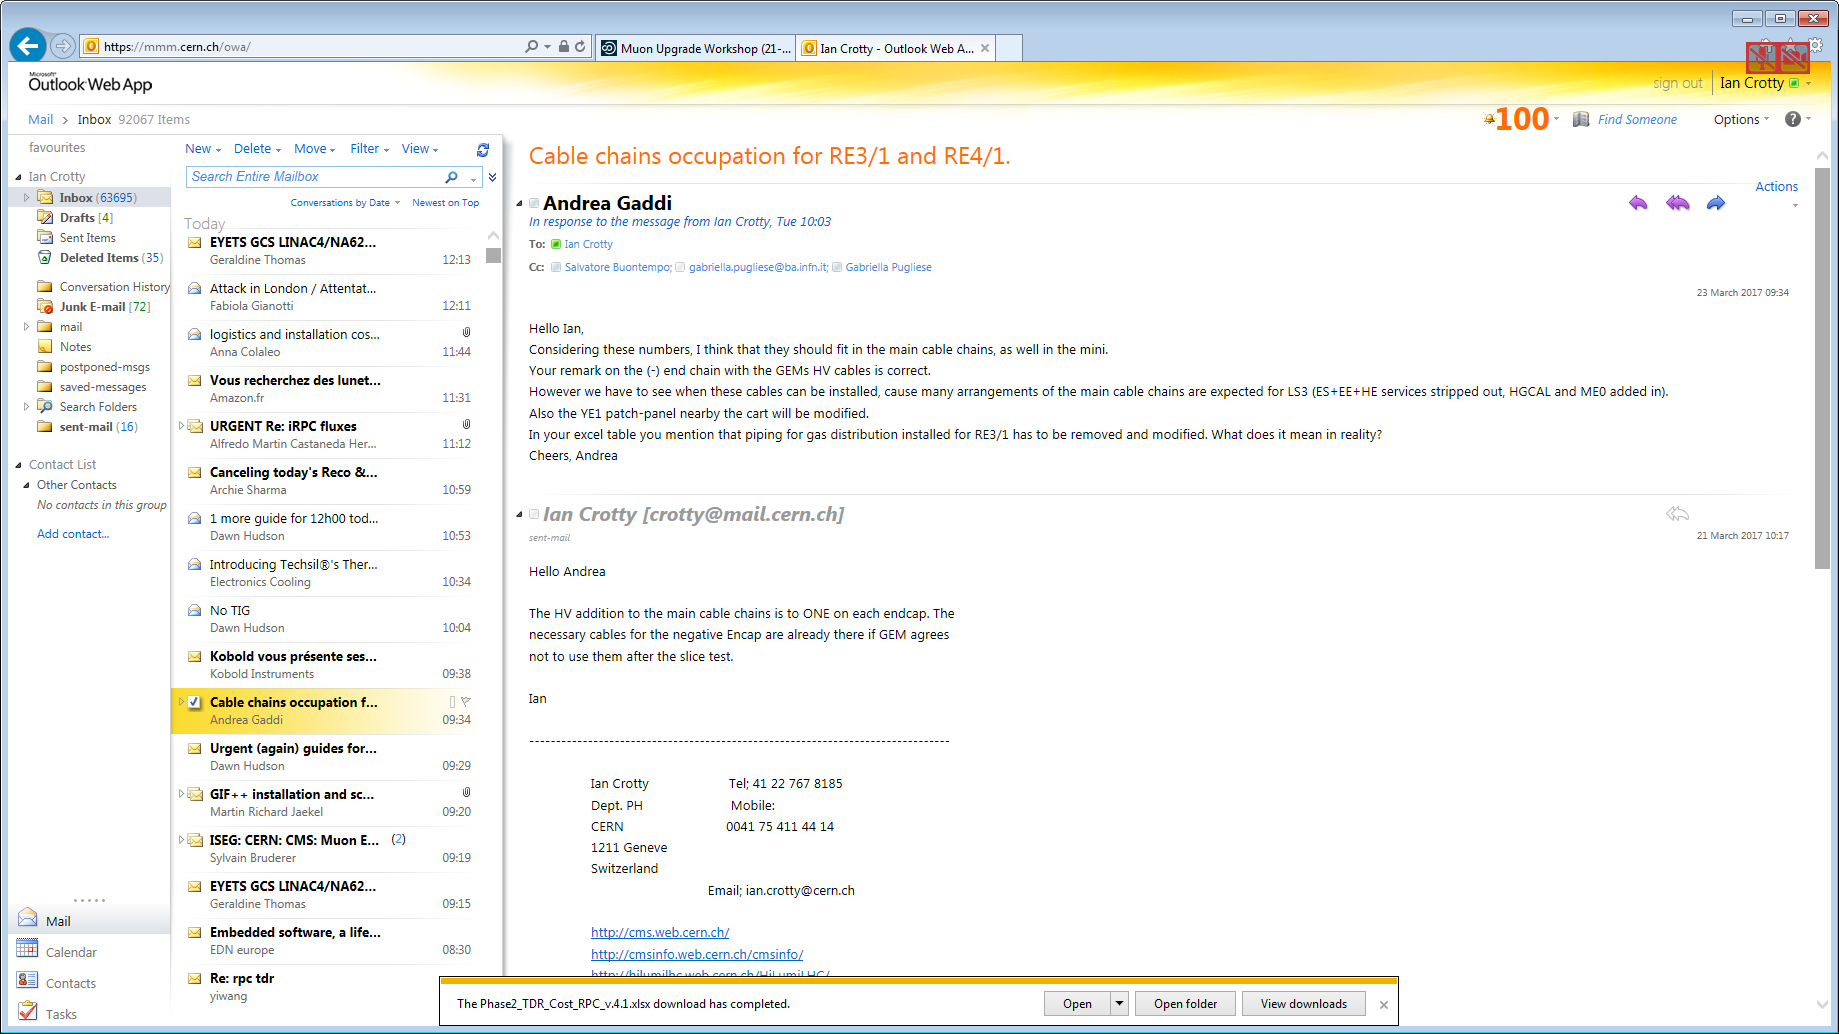 https://mmm.cern.ch/owa/
Muon Upgrade Workshop (21-...
Ian Crotty - Outlook Web A...
Microsoft®
Outlook Web App
sign out
Ian Crotty
Mail > Inbox 92067 Items
100
Find Someone
Options
favourites
Ian Crotty
Inbox (63695)
Drafts [4]
Sent Items
Deleted Items (35)
Conversation History
Junk E-mail [72]
mail
Notes
postponed-msgs
saved-messages
Search Folders
sent-mail (16)
Contact List
Other Contacts
No contacts in this group
Add contact...
Mail
Calendar
Contacts
Tasks
New Delete Move Filter View
Search Entire Mailbox
Conversations by Date Newest on Top
Today
EYETS GCS LINAC4/NA62...
Geraldine Thomas 12:13
Attack in London / Attentat...
Fabiola Gianotti 12:11
logistics and installation cos...
Anna Colaleo 11:44
Vous recherchez des lunet...
Amazon.fr 11:31
URGENT Re: iRPC fluxes
Alfredo Martin Castaneda Her... 11:12
Canceling today's Reco &...
Archie Sharma 10:59
1 more guide for 12h00 tod...
Dawn Hudson 10:53
Introducing Techsil®'s Ther...
Electronics Cooling 10:34
No TIG
Dawn Hudson 10:04
Kobold vous présente ses...
Kobold Instruments 09:38
Cable chains occupation f...
Andrea Gaddi 09:34
Urgent (again) guides for...
Dawn Hudson 09:29
GIF++ installation and sc...
Martin Richard Jaekel 09:20
ISEG: CERN: CMS: Muon E... (2)
Sylvain Bruderer 09:19
EYETS GCS LINAC4/NA62...
Geraldine Thomas 09:15
Embedded software, a life...
EDN europe 08:30
Re: rpc tdr
yiwang
Cable chains occupation for RE3/1 and RE4/1.
Actions
Andrea Gaddi
In response to the message from Ian Crotty, Tue 10:03
To: Ian Crotty
Cc: Salvatore Buontempo; gabriella.pugliese@ba.infn.it; Gabriella Pugliese
23 March 2017 09:34
Hello Ian,
Considering these numbers, I think that they should fit in the main cable chains, as well in the mini.
Your remark on the (-) end chain with the GEMs HV cables is correct.
However we have to see when these cables can be installed, cause many arrangements of the main cable chains are expected for LS3 (ES+EE+HE services stripped out, HGCAL and ME0 added in).
Also the YE1 patch-panel nearby the cart will be modified.
In your excel table you mention that piping for gas distribution installed for RE3/1 has to be removed and modified. What does it mean in reality?
Cheers, Andrea
Ian Crotty [crotty@mail.cern.ch]
sent-mail
21 March 2017 10:17
Hello Andrea
The HV addition to the main cable chains is to ONE on each endcap. The
necessary cables for the negative Encap are already there if GEM agrees
not to use them after the slice test.
Ian
--------------------------------------------------------------------------------
Ian Crotty Tel; 41 22 767 8185
Dept. PH Mobile:
CERN 0041 75 411 44 14
1211 Geneve
Switzerland
Email; ian.crotty@cern.ch
http://cms.web.cern.ch/
http://cmsinfo.web.cern.ch/cmsinfo/
http://hilumilhc.web.cern.ch/HiLumiLHC/
The Phase2_TDR_Cost_RPC_v.4.1.xlsx download has completed.
Open Open folder View downloads